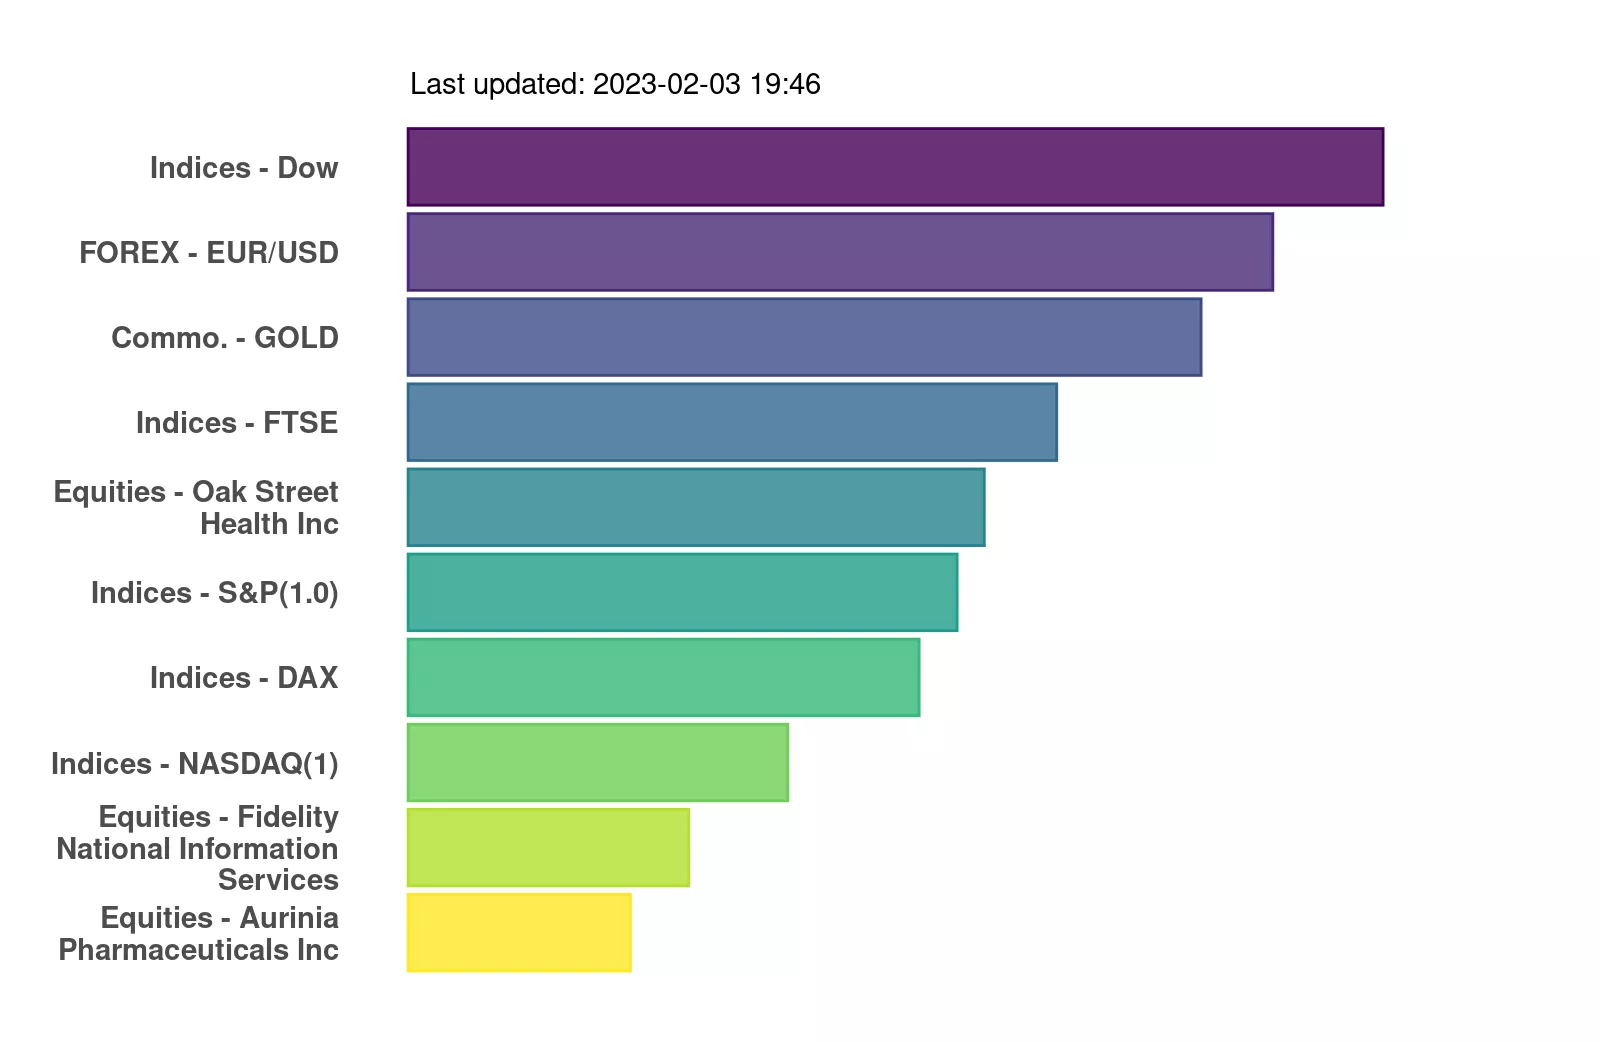 Last updated: 2023-02-03 19:46
Indices - Dow
FOREX - EUR/USD
Commo. - GOLD
Indices - FTSE
Equities - Oak Street
Health Inc
Indices - S&P(1.0)
Indices - DAX
Indices - NASDAQ(1)
Equities - Fidelity
National Information
Services
Equities - Aurinia
Pharmaceuticals Inc